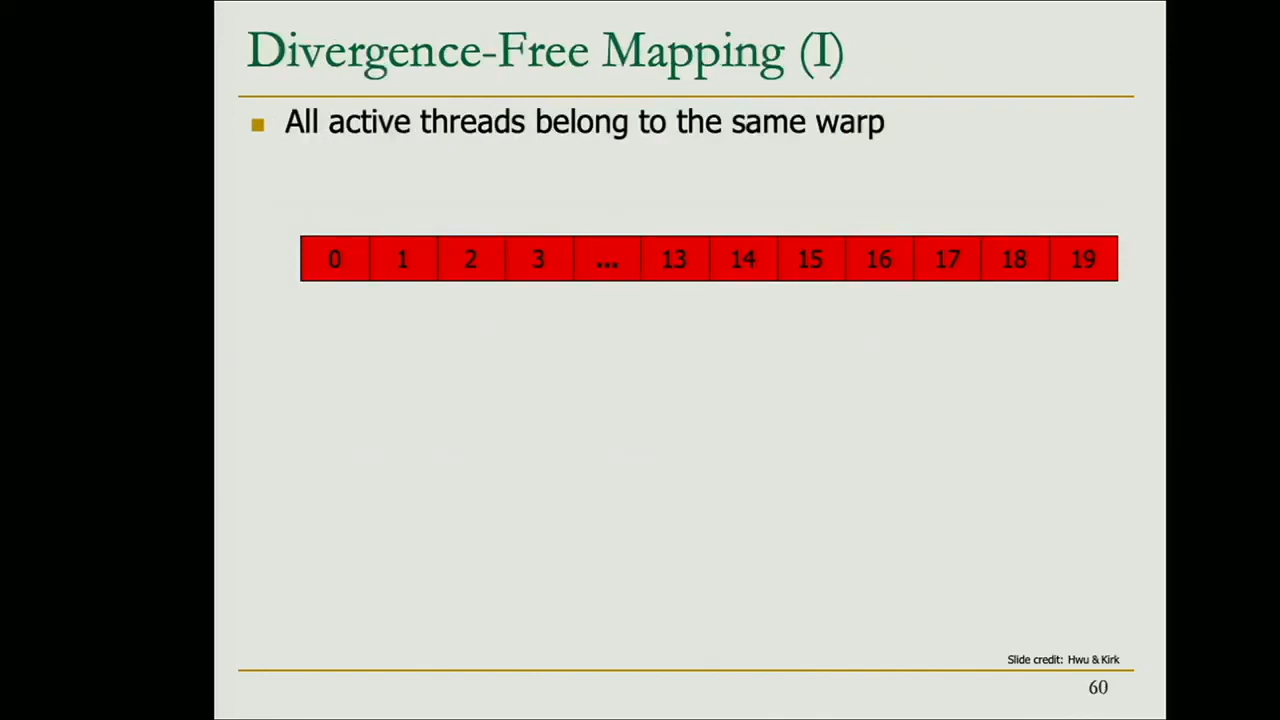 Divergence-Free Mapping (I)
All active threads belong to the same warp
0 1 2 3 ... 13 14 15 16 17 18 19
Slide credit: Hwu & Kirk
60